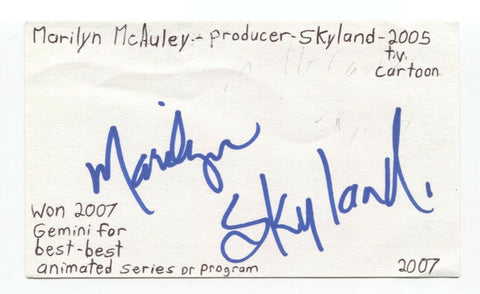 Marilyn McAuley - producer - Skyland - 2005
t.v.
cartoon
Marilyn
Skyland.
Won 2007
Gemini for
best-best
animated series or program
2007